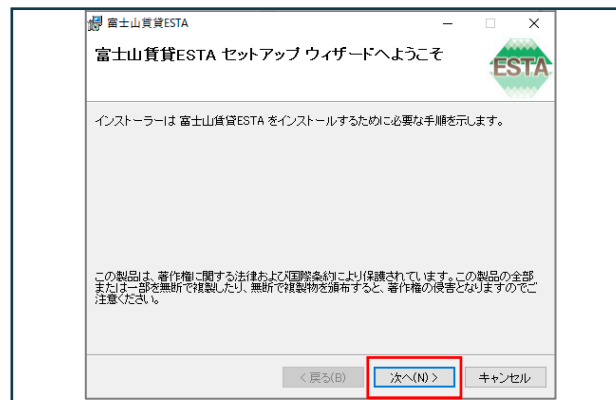 富士山賃貸ESTA
富士山賃貸ESTA セットアップ ウィザードへようこそ
ESTA
インストーラーは 富士山賃貸ESTA をインストールするために必要な手順を示します。
この製品は、著作権に関する法律および国際条約により保護されています。この製品の全部
または一部を無断で複製したり、無断で複製物を頒布すると、著作権の侵害となりますのでご
注意ください。
< 戻る(B)
次へ(N) >
キャンセル